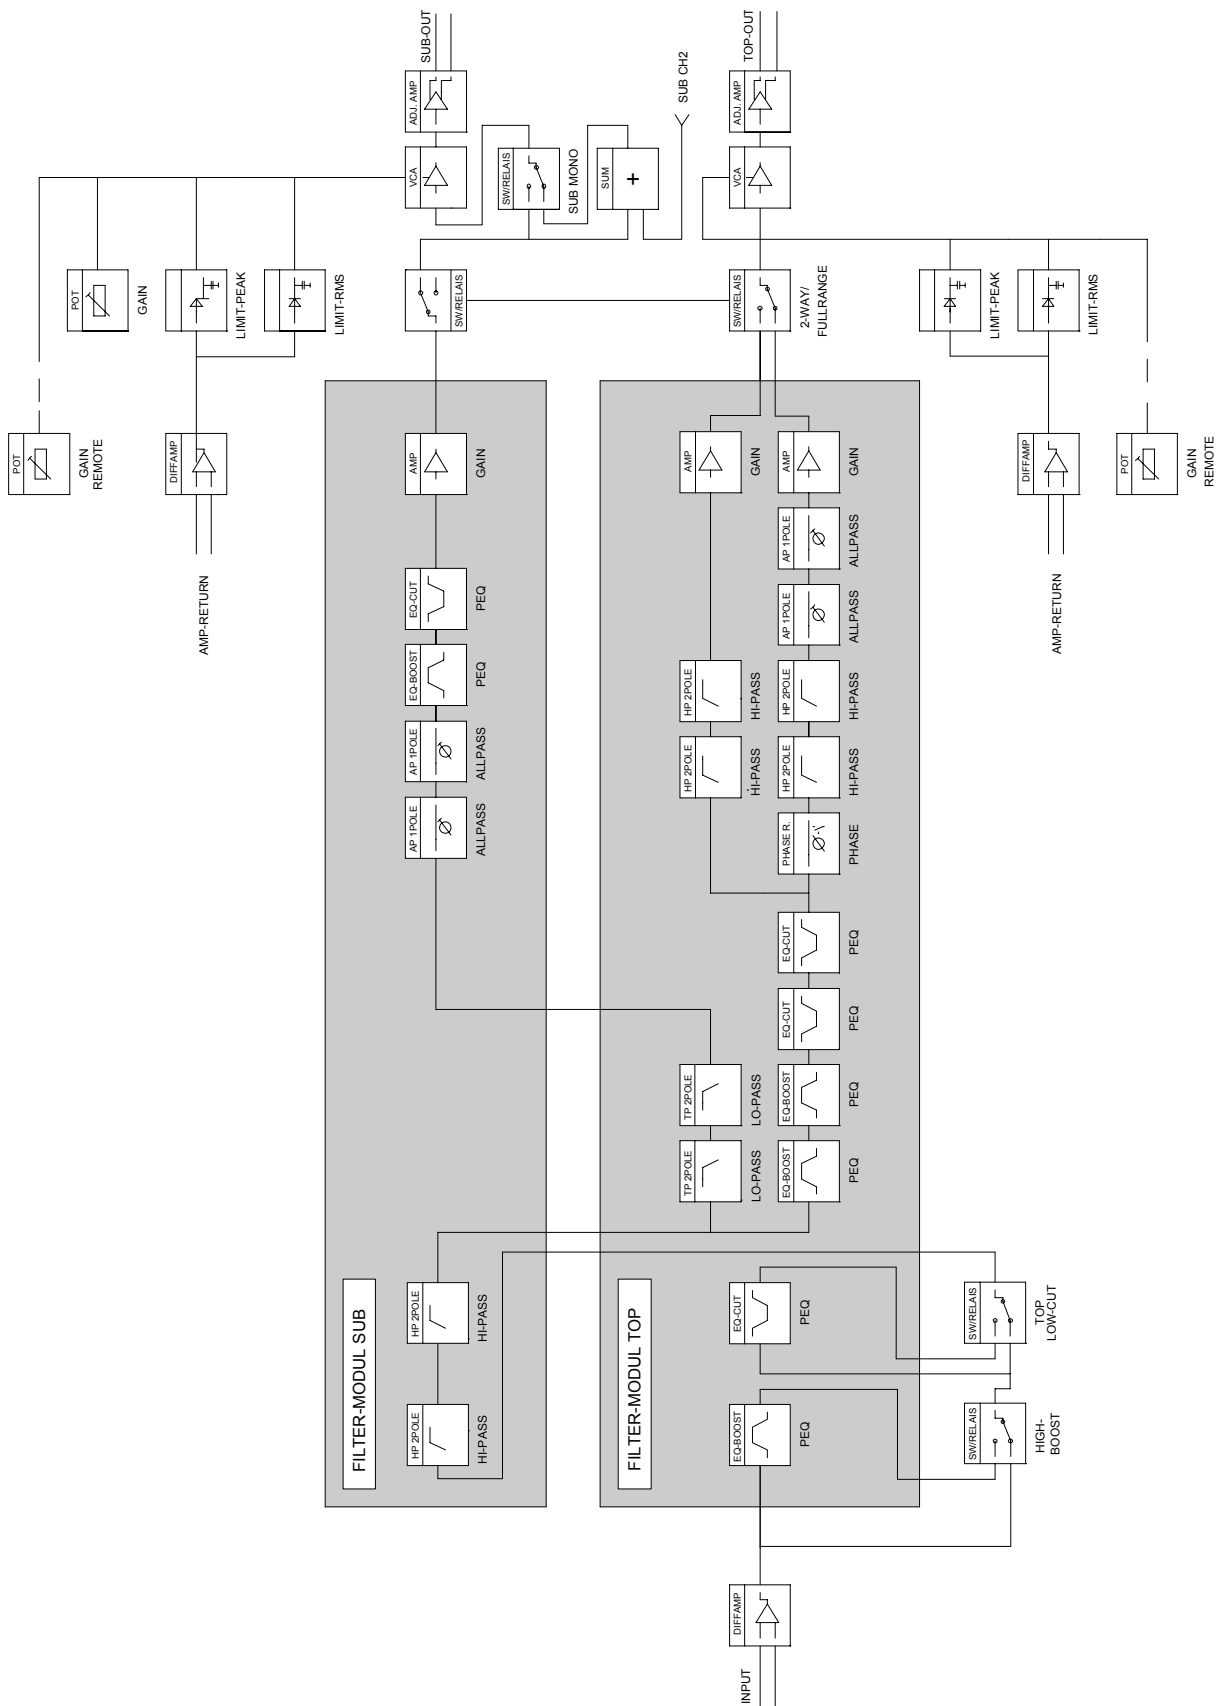 SUB-OUT
TOP-OUT
ADJ. AMP
ADJ. AMP
SUB CH2
VCA
SW/RELAIS
SUB MONO
SUM
+
VCA
POT
GAIN
LIMIT-PEAK
LIMIT-RMS
SW/RELAIS
SW/RELAIS
2-WAY/
FULLRANGE
LIMIT-PEAK
LIMIT-RMS
POT
GAIN
REMOTE
DIFFAMP
AMP
GAIN
AMP
GAIN
AMP
GAIN
DIFFAMP
POT
GAIN
REMOTE
AMP-RETURN
AMP-RETURN
AP 1POLE
ALLPASS
AP 1POLE
ALLPASS
EQ-CUT
PEQ
EQ-BOOST
PEQ
AP 1POLE
ALLPASS
AP 1POLE
ALLPASS
HP 2POLE
HI-PASS
HP 2POLE
HI-PASS
HP 2POLE
HI-PASS
HP 2POLE
HI-PASS
PHASE R.
PHASE
EQ-CUT
PEQ
EQ-CUT
PEQ
TP 2POLE
LO-PASS
EQ-BOOST
PEQ
TP 2POLE
LO-PASS
EQ-BOOST
PEQ
FILTER-MODUL SUB
HP 2POLE
HI-PASS
HP 2POLE
HI-PASS
FILTER-MODUL TOP
EQ-CUT
PEQ
EQ-BOOST
PEQ
SW/RELAIS
TOP
LOW-CUT
SW/RELAIS
HIGH-
BOOST
DIFFAMP
INPUT